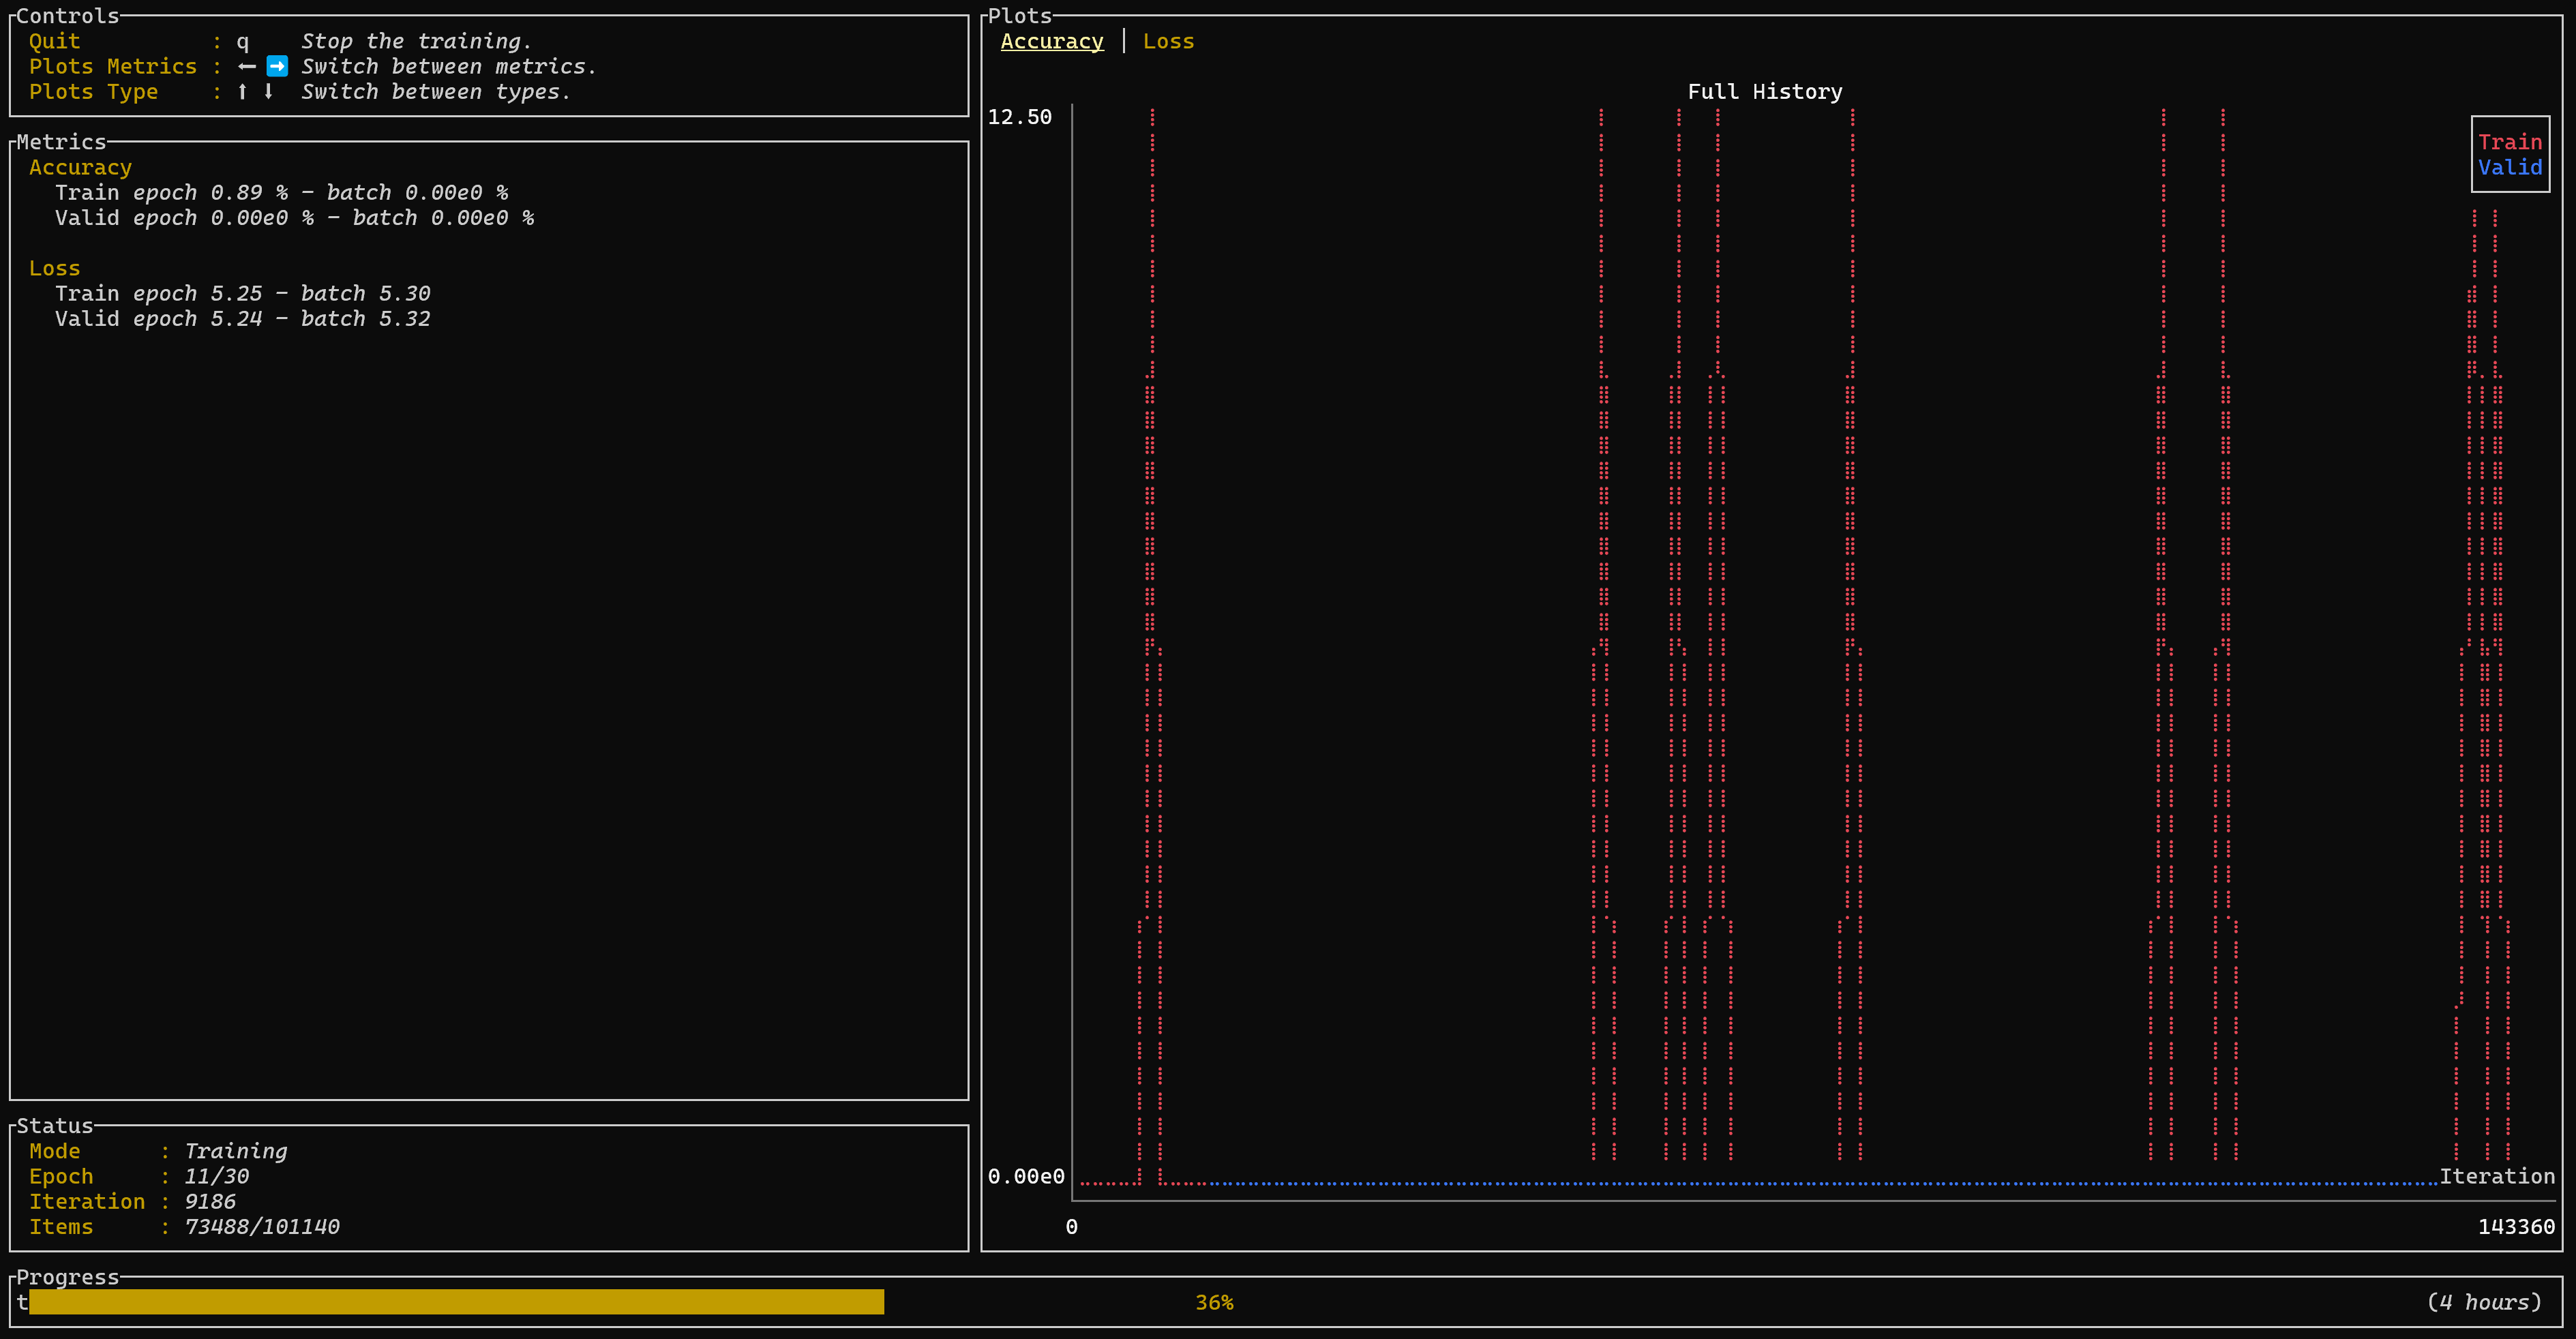 Controls
Quit : q Stop the training.
Plots Metrics : ← ➡ Switch between metrics.
Plots Type : ⬆ ⬇ Switch between types.
Metrics
Accuracy
Train epoch 0.89 % - batch 0.00e0 %
Valid epoch 0.00e0 % - batch 0.00e0 %
Loss
Train epoch 5.25 - batch 5.30
Valid epoch 5.24 - batch 5.32
Status
Mode : Training
Epoch : 11/30
Iteration : 9186
Items : 73488/101140
Plots
Accuracy | Loss
Full History
12.50
Train
Valid
0.00e0
Iteration
0
143360
Progress
t
36%
(4 hours)